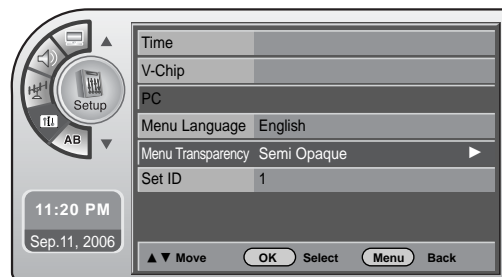 Setup
AB
11:20 PM
Sep.11, 2006
Time
V-Chip
PC
Menu Language English
Menu Transparency Semi Opaque ►
Set ID 1
▲▼ Move OK Select Menu Back